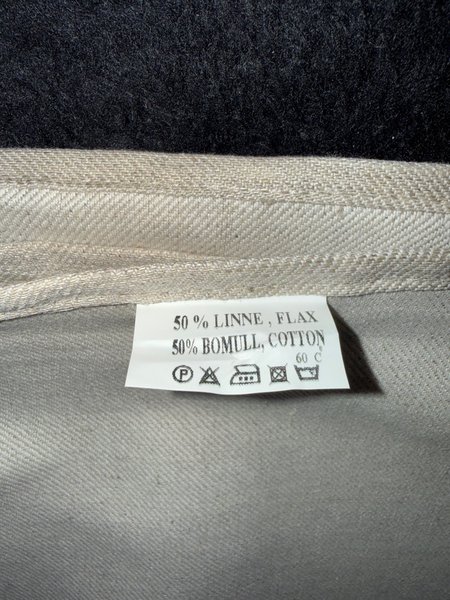 50 % LINNE , FLAX
50% BOMULL, COTTON
60 °C
P